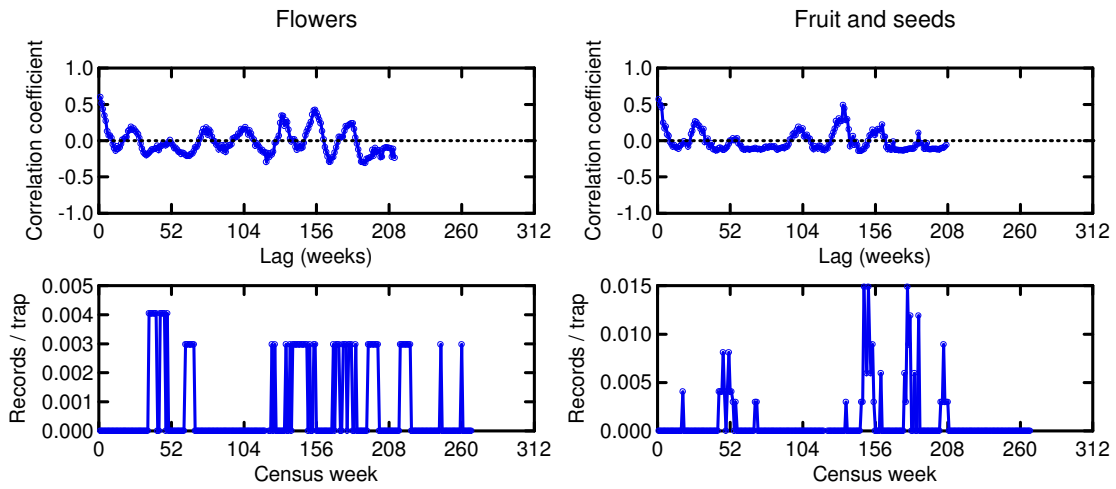 Flowers
Fruit and seeds
Correlation coefficient
1.0
0.5
0.0
-0.5
-1.0
0 52 104 156 208 260 312
Lag (weeks)
Correlation coefficient
1.0
0.5
0.0
-0.5
-1.0
0 52 104 156 208 260 312
Lag (weeks)
Records / trap
0.005
0.004
0.003
0.002
0.001
0.000
0 52 104 156 208 260 312
Census week
Records / trap
0.015
0.010
0.005
0.000
0 52 104 156 208 260 312
Census week